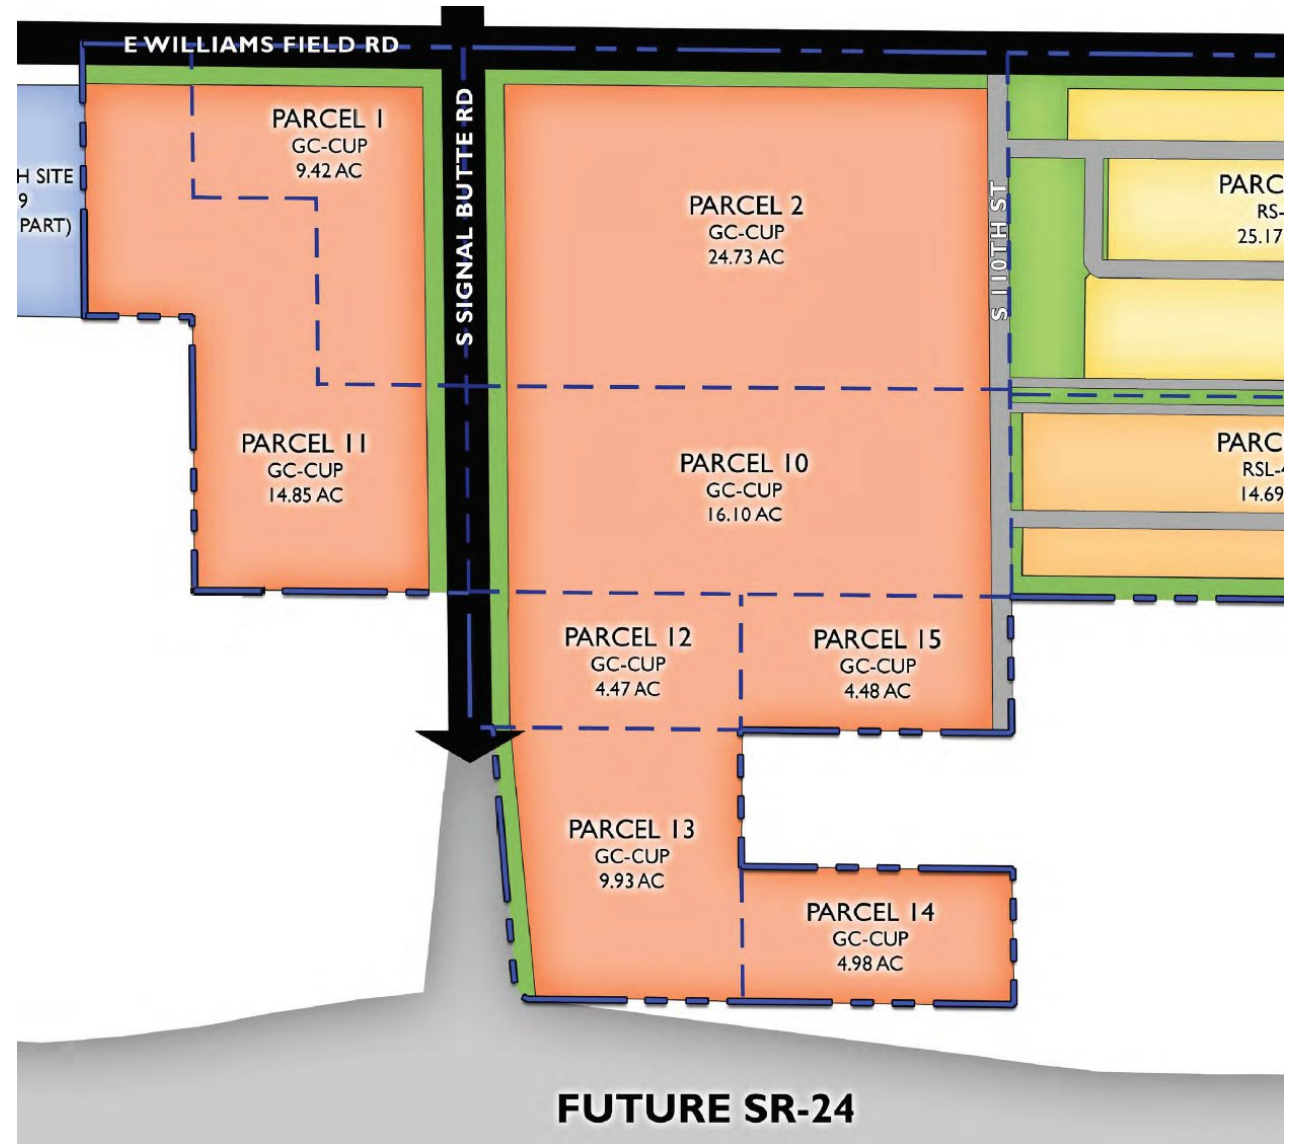 E WILLIAMS FIELD RD
S SIGNAL BUTTE RD
PARCEL 1
GC-CUP
9.42 AC
H SITE
9
PART)
PARCEL 2
GC-CUP
24.73 AC
S 110TH ST
PARC
RS-
25.17
PARCEL 11
GC-CUP
14.85 AC
PARCEL 10
GC-CUP
16.10 AC
PARC
RSL-4
14.69
PARCEL 12
GC-CUP
4.47 AC
PARCEL 15
GC-CUP
4.48 AC
PARCEL 13
GC-CUP
9.93 AC
PARCEL 14
GC-CUP
4.98 AC
FUTURE SR-24